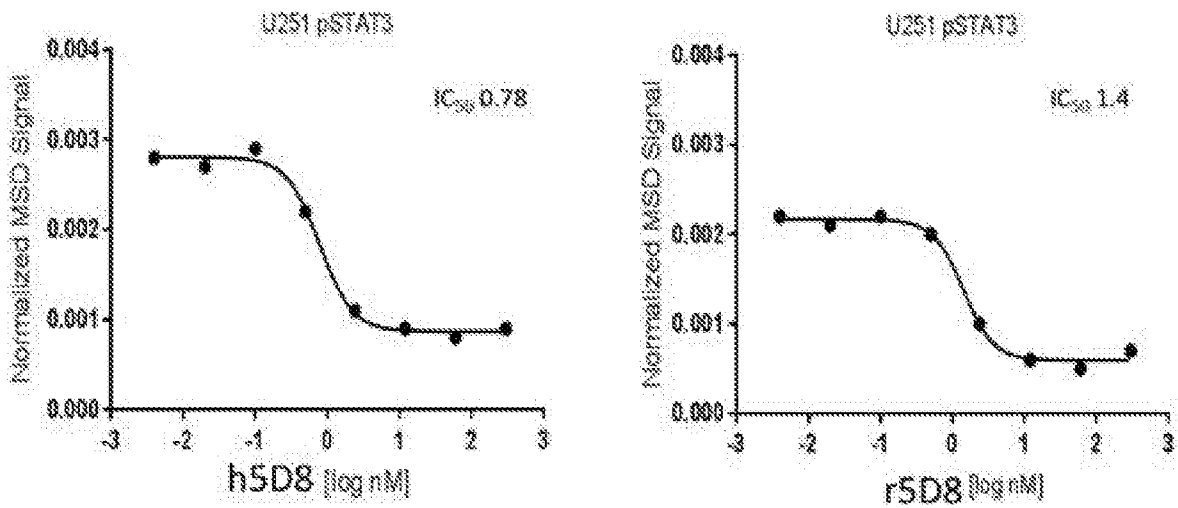 U251 pSTAT3
0.004
IC50 0.78
0.003
0.002
0.001
0.000
Normalized MSD Signal
-3 -2 -1 0 1 2 3
h5D8 [log nM]
U251 pSTAT3
0.004
IC50 1.4
0.003
0.002
0.001
0.000
Normalized MSD Signal
-3 -2 -1 0 1 2 3
r5D8 [log nM]